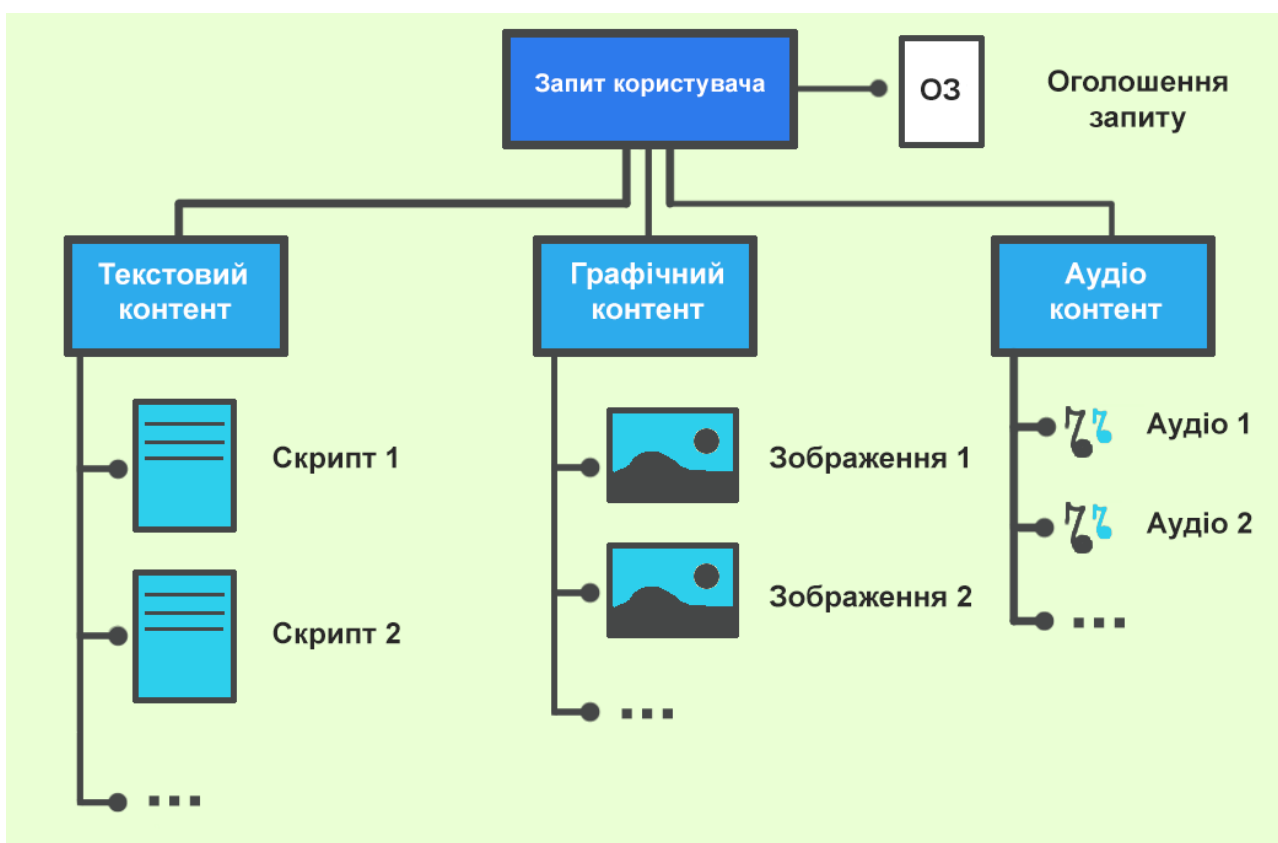 Запит користувача
ОЗ
Оголошення
запиту
Текстовий
контент
Графічний
контент
Аудіо
контент
Скрипт 1
Скрипт 2
...
Зображення 1
Зображення 2
...
Аудіо 1
Аудіо 2
...